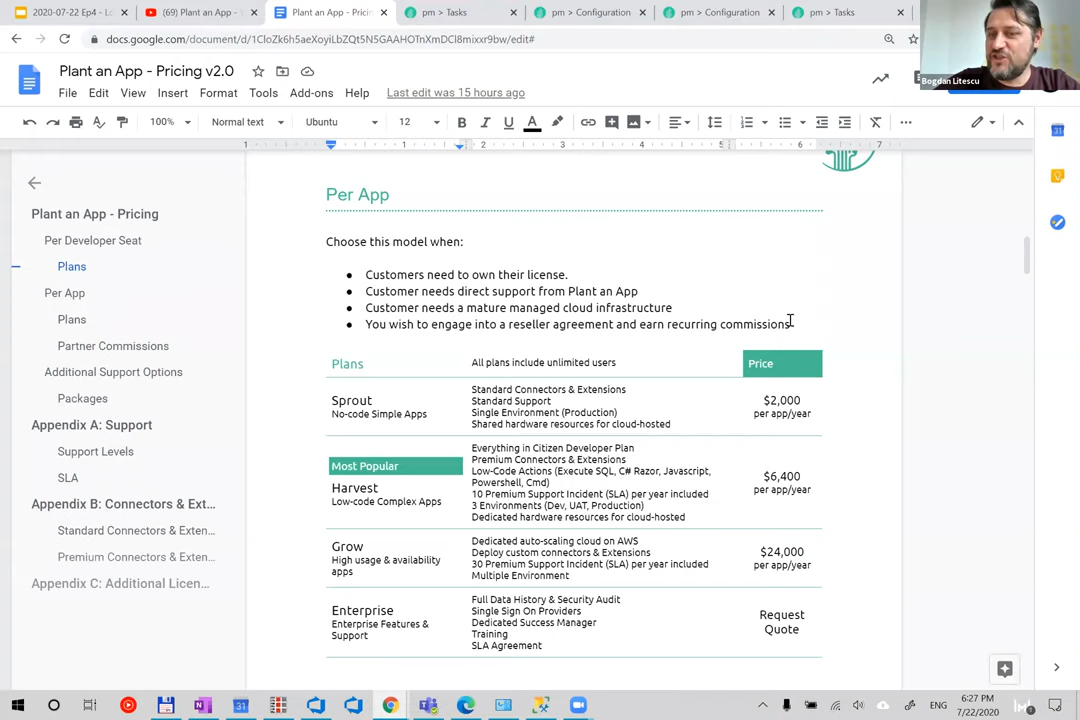 2020-07-22 Ep4 - Lo
(69) Plant an App -
Plant an App - Pricin
pm > Tasks
pm > Configuration
pm > Configuration
pm > Tasks
docs.google.com/document/d/1CloZk6h5aeXoyiLbZQt5N5GAAHOTnXmDCl8mixxr9bw/edit#
Bogdan Litescu
Plant an App - Pricing v2.0
File Edit View Insert Format Tools Add-ons Help Last edit was 15 hours ago
100% Normal text Ubuntu 12 B I U A
1 1 2 3 4 5 6 7
Plant an App - Pricing
Per Developer Seat
Plans
Per App
Plans
Partner Commissions
Additional Support Options
Packages
Appendix A: Support
Support Levels
SLA
Appendix B: Connectors & Ext...
Standard Connectors & Exten...
Premium Connectors & Exten...
Appendix C: Additional Licen...
Per App
Choose this model when:
● Customers need to own their license.
● Customer needs direct support from Plant an App
● Customer needs a mature managed cloud infrastructure
● You wish to engage into a reseller agreement and earn recurring commissions
Plans All plans include unlimited users Price
Sprout
No-code Simple Apps
Standard Connectors & Extensions
Standard Support
Single Environment (Production)
Shared hardware resources for cloud-hosted
$2,000
per app/year
Most Popular
Harvest
Low-code Complex Apps
Everything in Citizen Developer Plan
Premium Connectors & Extensions
Low-Code Actions (Execute SQL, C# Razor, Javascript,
Powershell, Cmd)
10 Premium Support Incident (SLA) per year included
3 Environments (Dev, UAT, Production)
Dedicated hardware resources for cloud-hosted
$6,400
per app/year
Grow
High usage & availability
apps
Dedicated auto-scaling cloud on AWS
Deploy custom connectors & Extensions
30 Premium Support Incident (SLA) per year included
Multiple Environment
$24,000
per app/year
Enterprise
Enterprise Features &
Support
Full Data History & Security Audit
Single Sign On Providers
Dedicated Success Manager
Training
SLA Agreement
Request
Quote
ENG
6:27 PM
7/22/2020